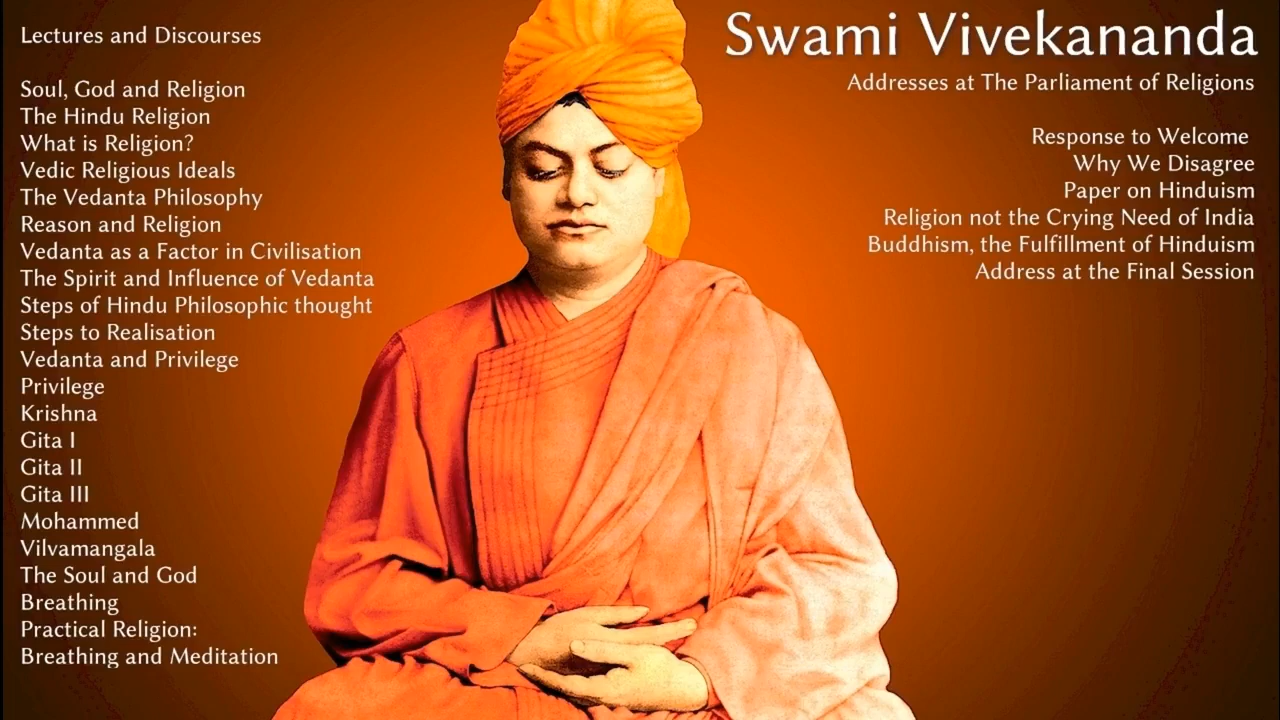 Lectures and Discourses
Soul, God and Religion
The Hindu Religion
What is Religion?
Vedic Religious Ideals
The Vedanta Philosophy
Reason and Religion
Vedanta as a Factor in Civilisation
The Spirit and Influence of Vedanta
Steps of Hindu Philosophic thought
Steps to Realisation
Vedanta and Privilege
Privilege
Krishna
Gita I
Gita II
Gita III
Mohammed
Vilvamangala
The Soul and God
Breathing
Practical Religion:
Breathing and Meditation
Swami Vivekananda
Addresses at The Parliament of Religions
Response to Welcome
Why We Disagree
Paper on Hinduism
Religion not the Crying Need of India
Buddhism, the Fulfillment of Hinduism
Address at the Final Session